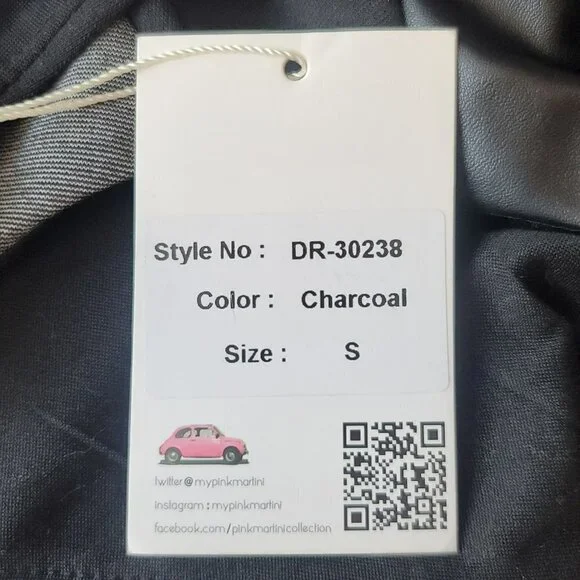 Style No : DR-30238
Color : Charcoal
Size : S
twitter@mypinkmartini
instagram:mypinkmartini
facebook.com/pinkmartinicollection